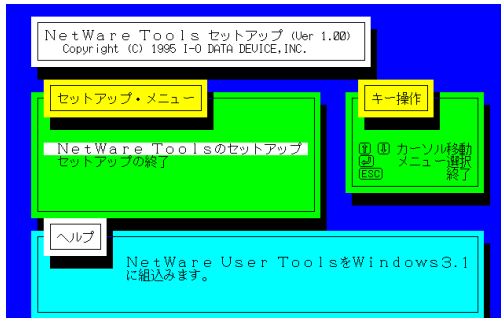 ＮｅｔＷａｒｅ Ｔｏｏｌｓ セットアップ (Ver 1.00)
Copyright (C) 1995 I-O DATA DEVICE,INC.
セットアップ・メニュー
ＮｅｔＷａｒｅ Ｔｏｏｌｓのセットアップ
セットアップの終了
キー操作
⇧ ⇩ カーソル移動
⏎ メニュー選択
ESC 終了
ヘルプ
ＮｅｔＷａｒｅ Ｕｓｅｒ ＴｏｏｌｓをＷｉｎｄｏｗｓ３.１
に組込みます。